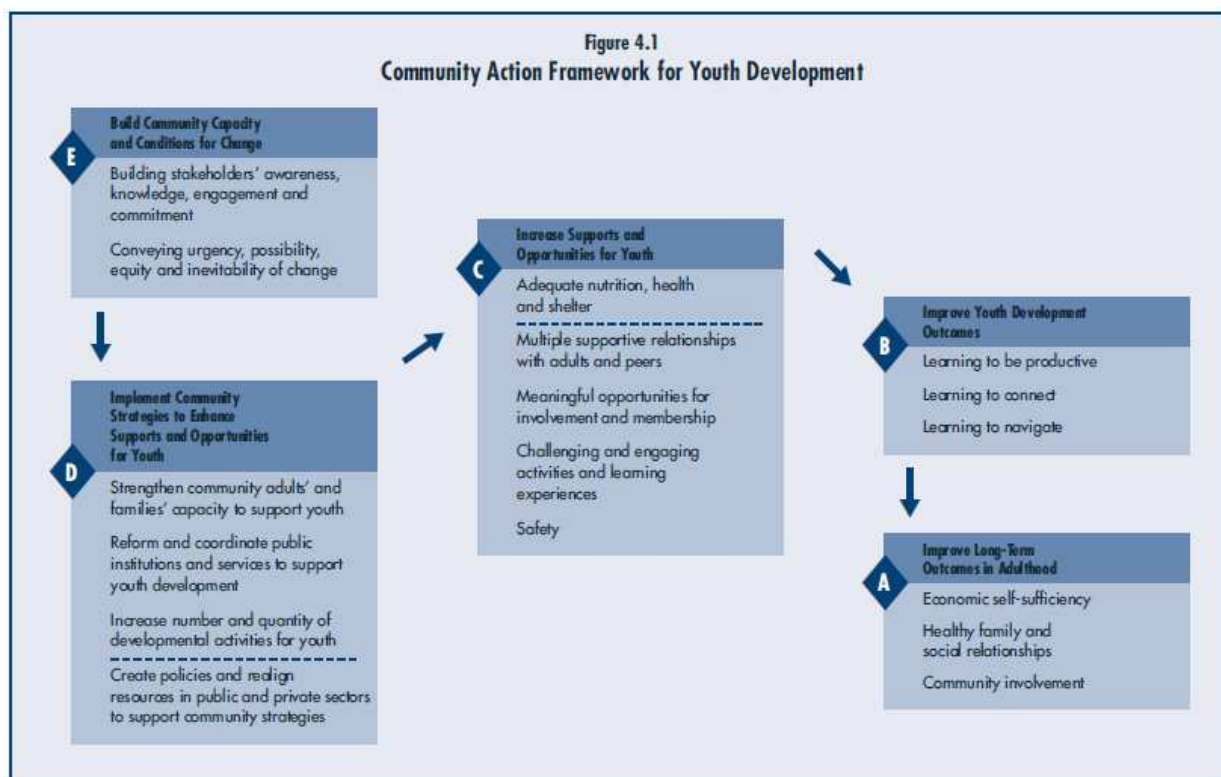 Figure 4.1
Community Action Framework for Youth Development
E
Build Community Capacity
and Conditions for Change
Building stakeholders' awareness,
knowledge, engagement and
commitment
Conveying urgency, possibility,
equity and inevitability of change
D
Implement Community
Strategies to Enhance
Supports and Opportunities
for Youth
Strengthen community adults' and
families' capacity to support youth
Reform and coordinate public
institutions and services to support
youth development
Increase number and quantity of
developmental activities for youth
Create policies and realign
resources in public and private sectors
to support community strategies
C
Increase Supports and
Opportunities for Youth
Adequate nutrition, health
and shelter
Multiple supportive relationships
with adults and peers
Meaningful opportunities for
involvement and membership
Challenging and engaging
activities and learning
experiences
Safety
B
Improve Youth Development
Outcomes
Learning to be productive
Learning to connect
Learning to navigate
A
Improve Long-Term
Outcomes in Adulthood
Economic self-sufficiency
Healthy family and
social relationships
Community involvement